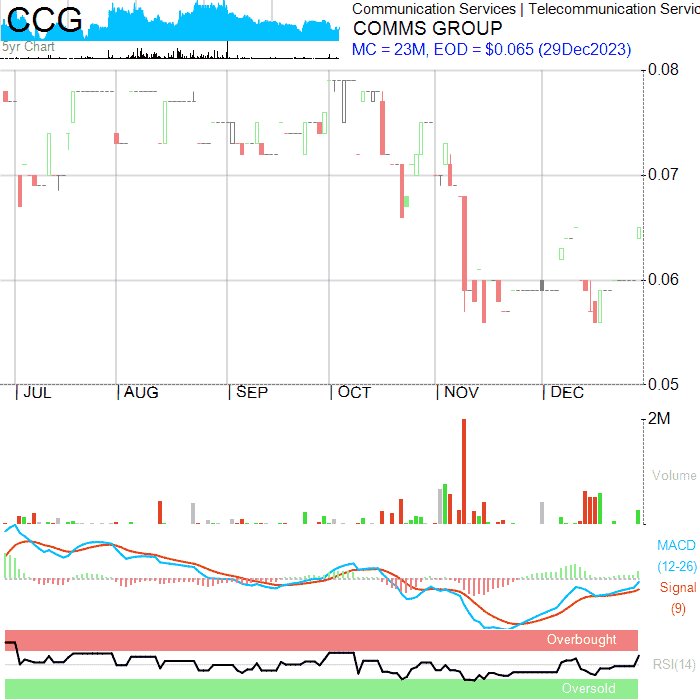 CCG
5yr Chart
Communication Services | Telecommunication Servic
COMMS GROUP
MC = 23M, EOD = $0.065 (29Dec2023)
0.08
0.07
0.06
0.05
| JUL | AUG | SEP | OCT | NOV | DEC
2M
Volume
MACD
(12-26)
Signal
(9)
Overbought
RSI(14)
Oversold